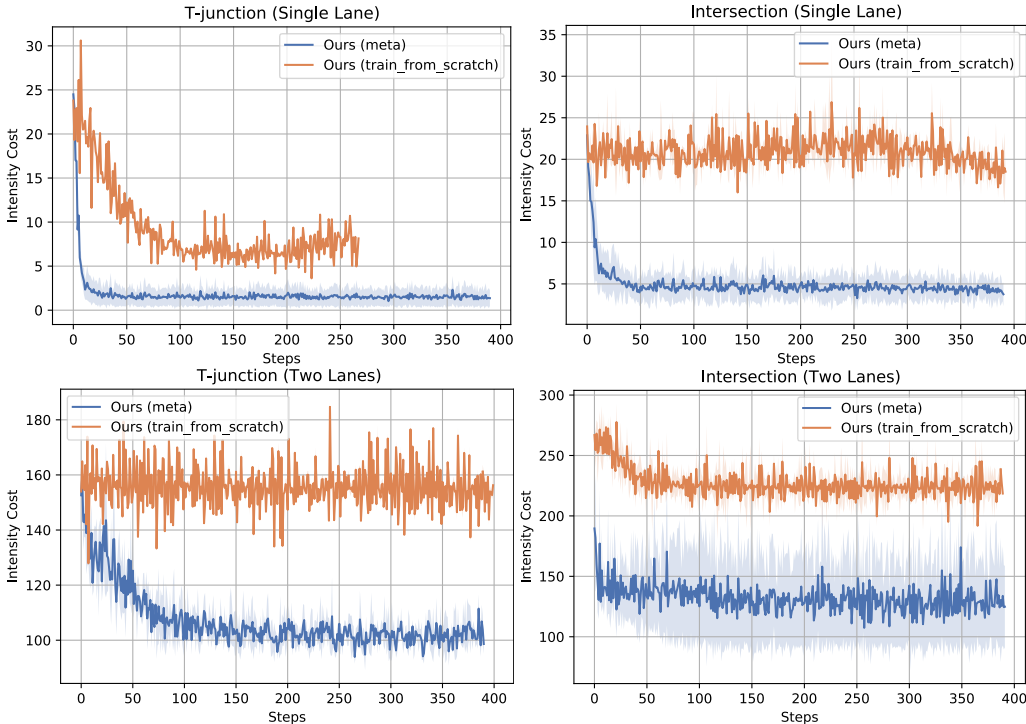 T-junction (Single Lane)
Intensity Cost
30
25
20
15
10
5
0
Ours (meta)
Ours (train_from_scratch)
0 50 100 150 200 250 300 350 400
Steps
Intersection (Single Lane)
Intensity Cost
35
30
25
20
15
10
5
Ours (meta)
Ours (train_from_scratch)
0 50 100 150 200 250 300 350 400
Steps
T-junction (Two Lanes)
Intensity Cost
180
160
140
120
100
Ours (meta)
Ours (train_from_scratch)
0 50 100 150 200 250 300 350 400
Steps
Intersection (Two Lanes)
Intensity Cost
300
250
200
150
100
Ours (meta)
Ours (train_from_scratch)
0 50 100 150 200 250 300 350 400
Steps